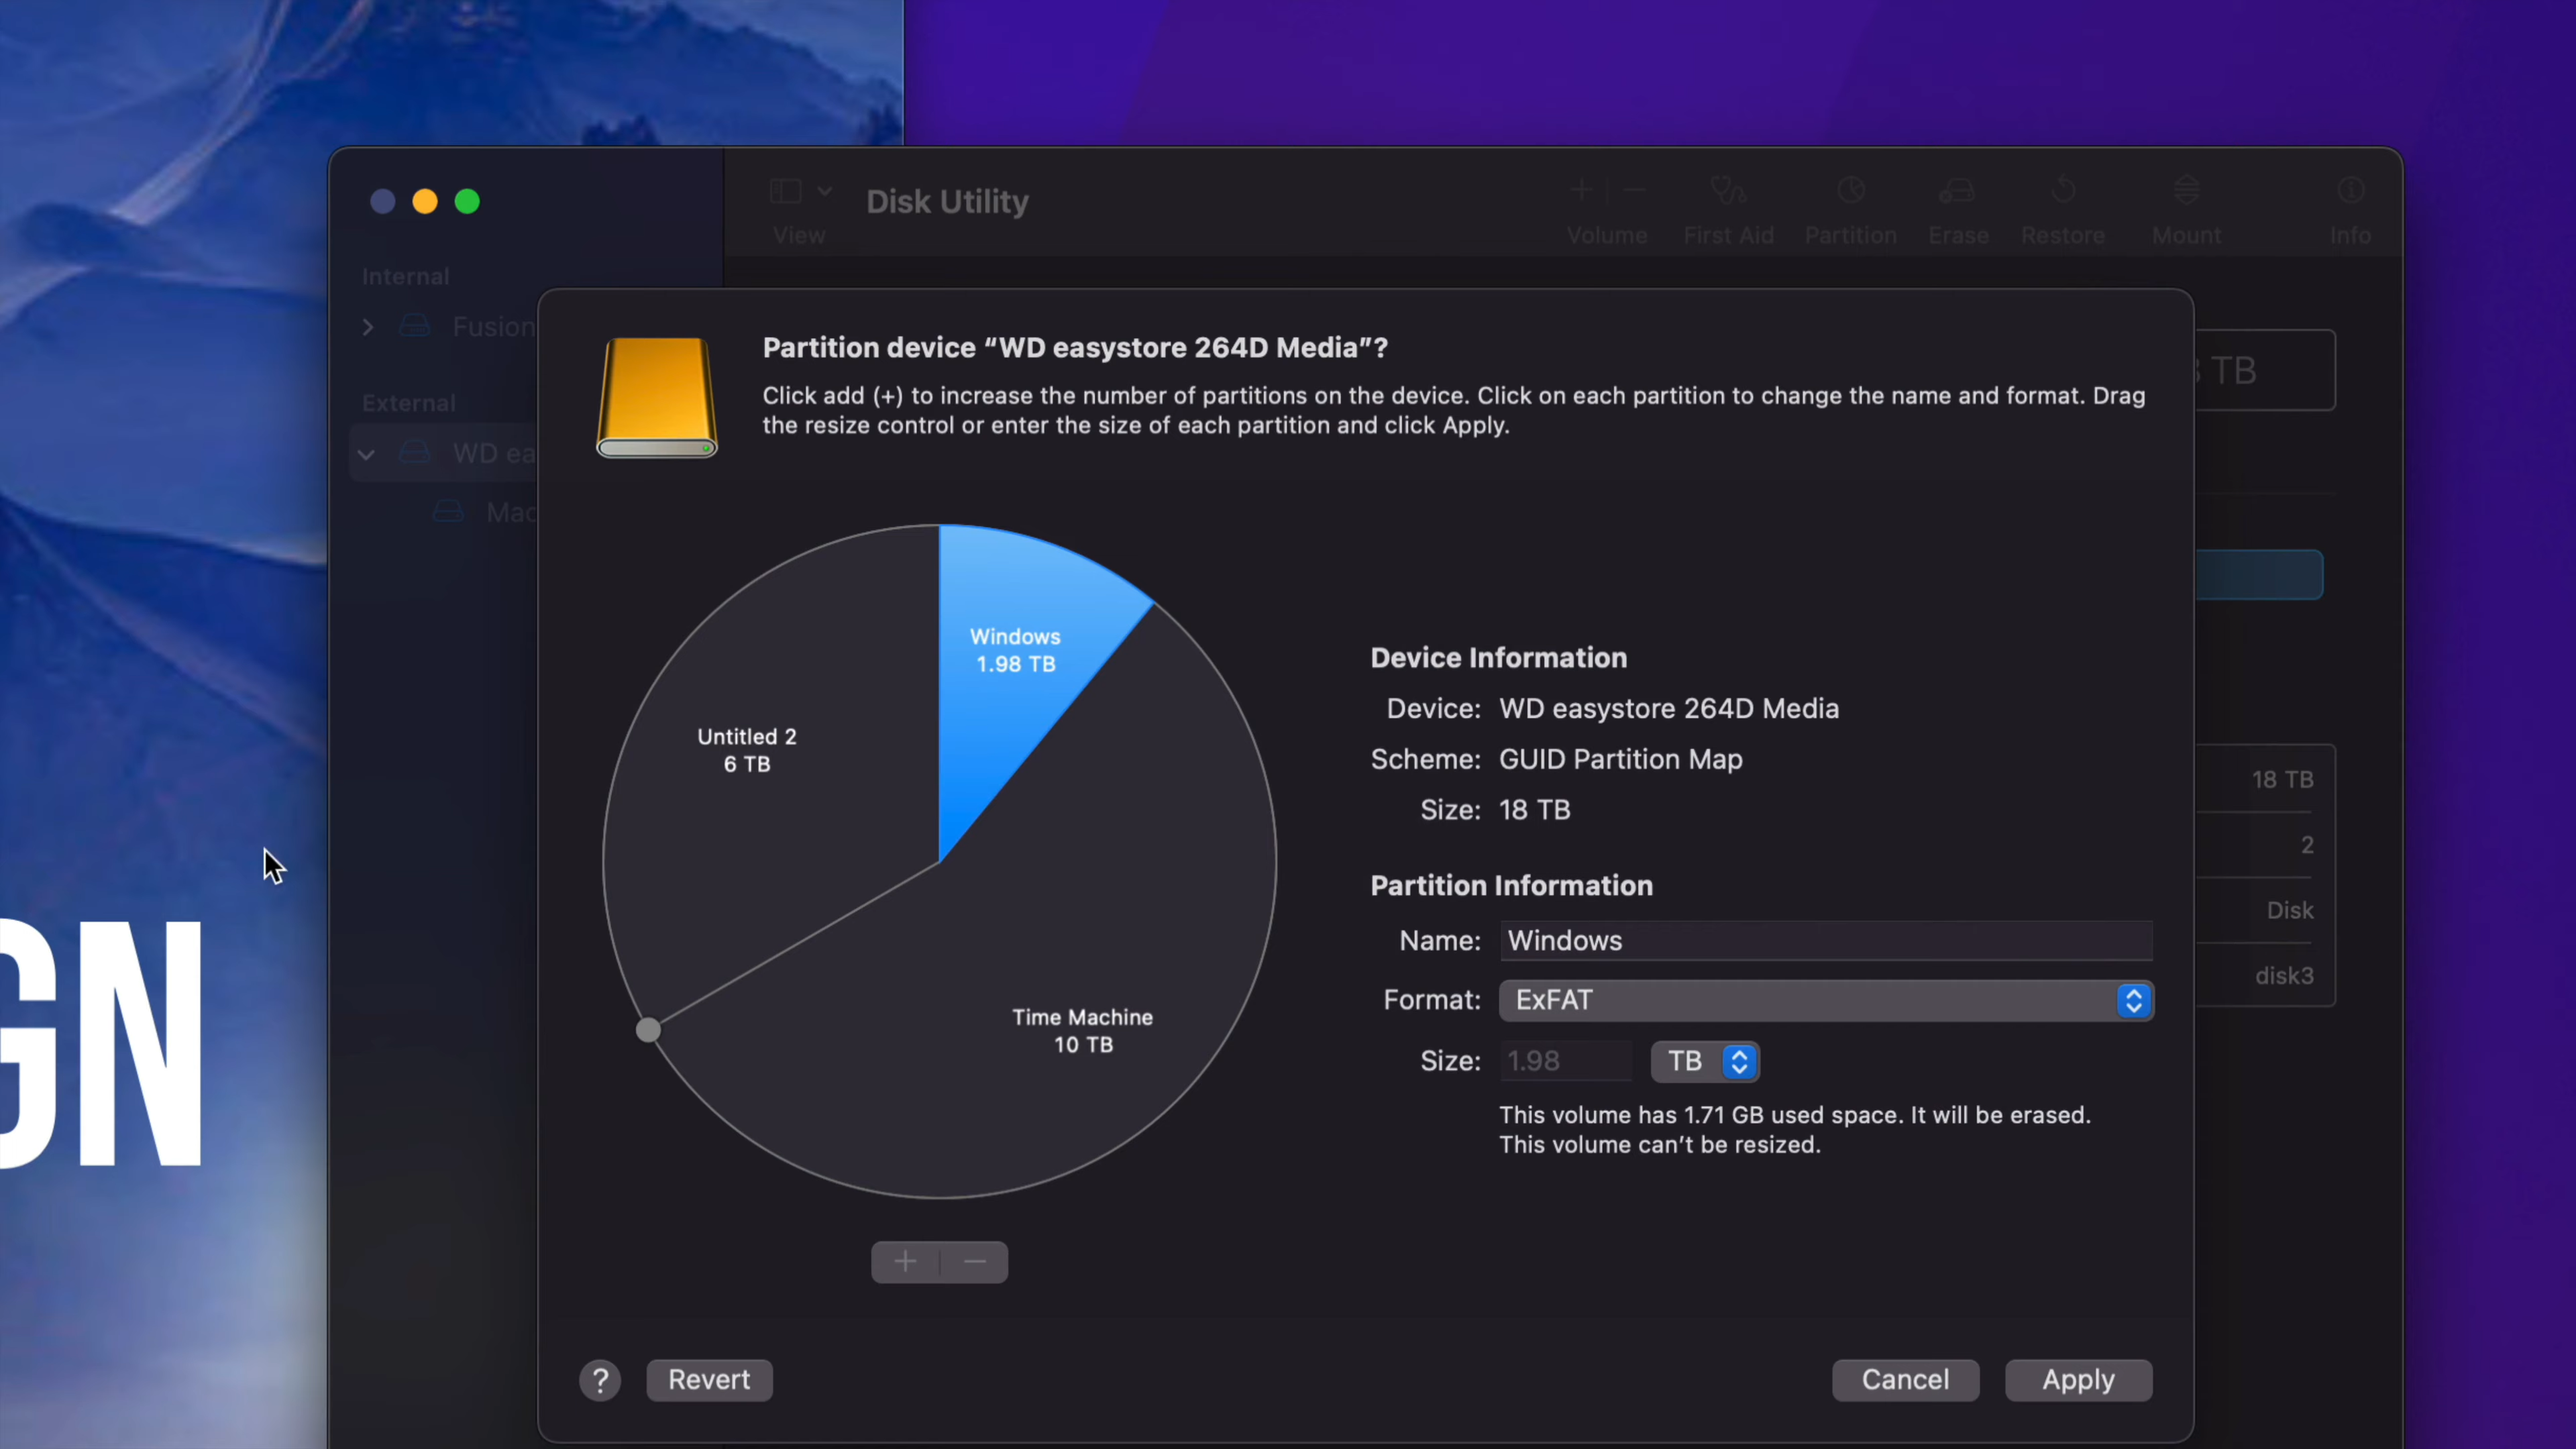 Disk Utility
View
Volume
First Aid
Partition
Erase
Restore
Mount
Info
Internal
Fusion
External
WD ea
Mac
TB
Partition device “WD easystore 264D Media”?
Click add (+) to increase the number of partitions on the device. Click on each partition to change the name and format. Drag
the resize control or enter the size of each partition and click Apply.
Windows
1.98 TB
Untitled 2
6 TB
Time Machine
10 TB
Device Information
Device: WD easystore 264D Media
Scheme: GUID Partition Map
Size: 18 TB
Partition Information
Name: Windows
Format: ExFAT
Size: 1.98 TB
This volume has 1.71 GB used space. It will be erased.
This volume can’t be resized.
18 TB
2
Disk
disk3
GN
+ −
? Revert
Cancel
Apply